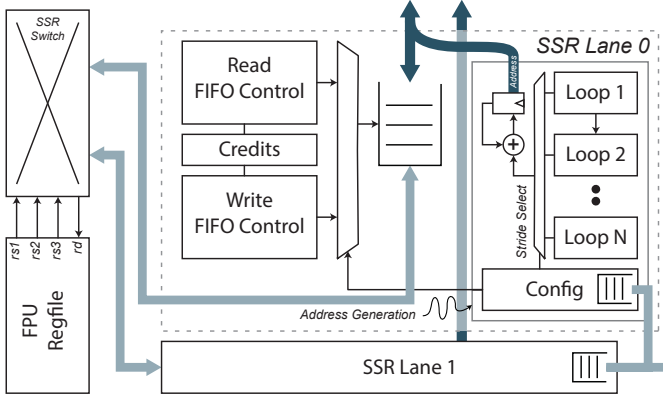 SSR
Switch
rs1
rs2
rs3
rd
FPU
Regfile
SSR Lane 0
Read
FIFO Control
Credits
Write
FIFO Control
Address
+
Stride Select
Loop 1
Loop 2
Loop N
Config
Address Generation
SSR Lane 1